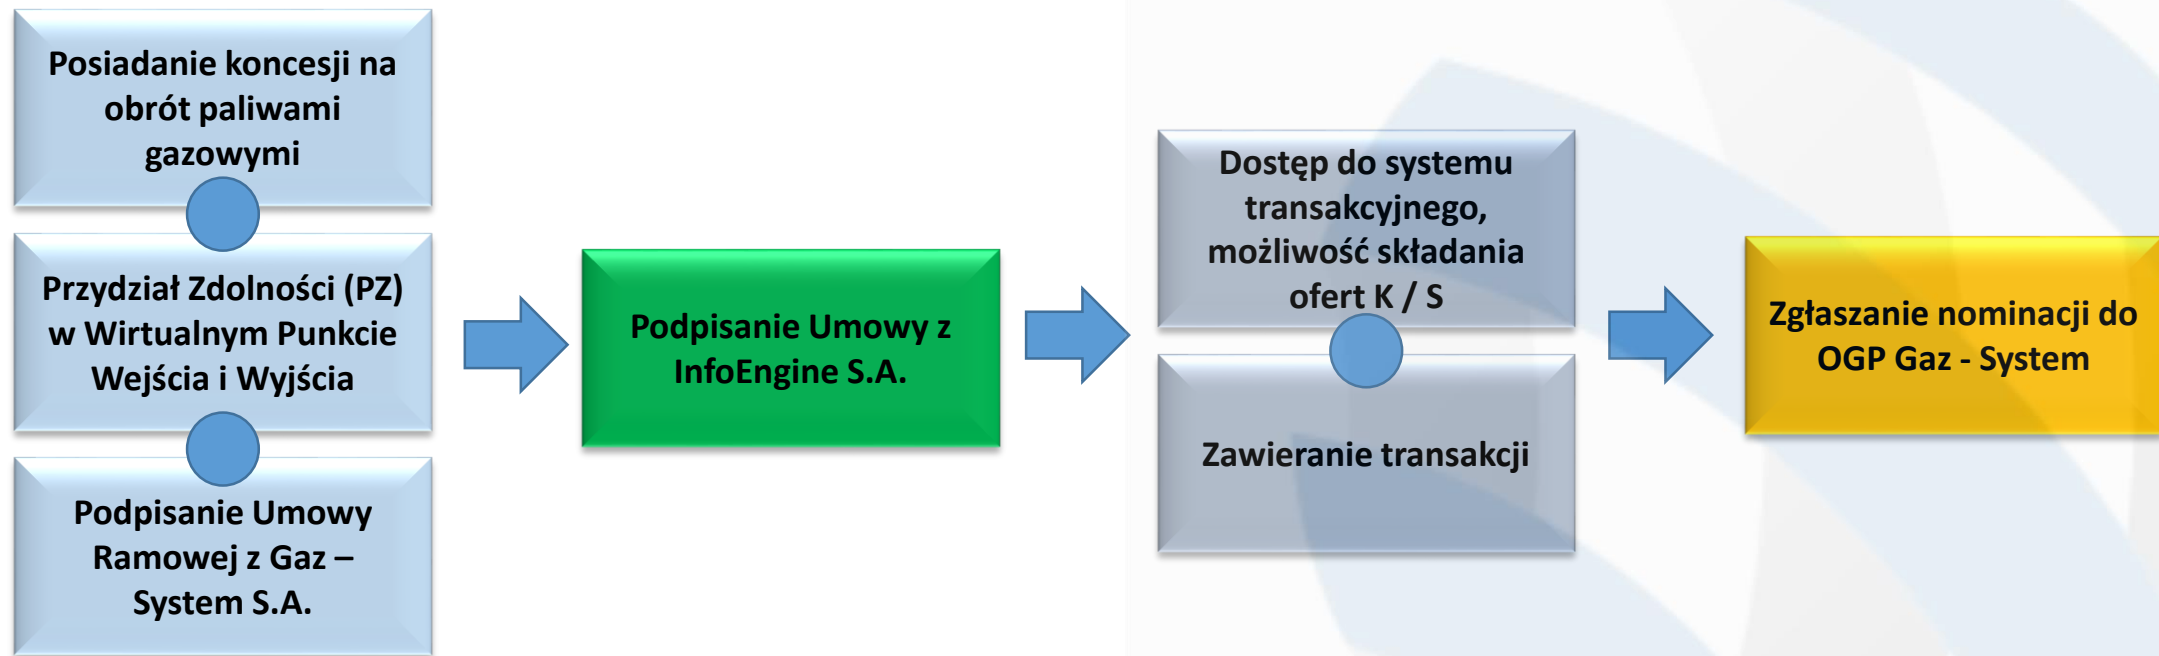 Posiadanie koncesji na
obrót paliwami
gazowymi
Przydział Zdolności (PZ)
w Wirtualnym Punkcie
Wejścia i Wyjścia
Podpisanie Umowy
Ramowej z Gaz –
System S.A.
Podpisanie Umowy z
InfoEngine S.A.
Dostęp do systemu
transakcyjnego,
możliwość składania
ofert K / S
Zawieranie transakcji
Zgłaszanie nominacji do
OGP Gaz - System